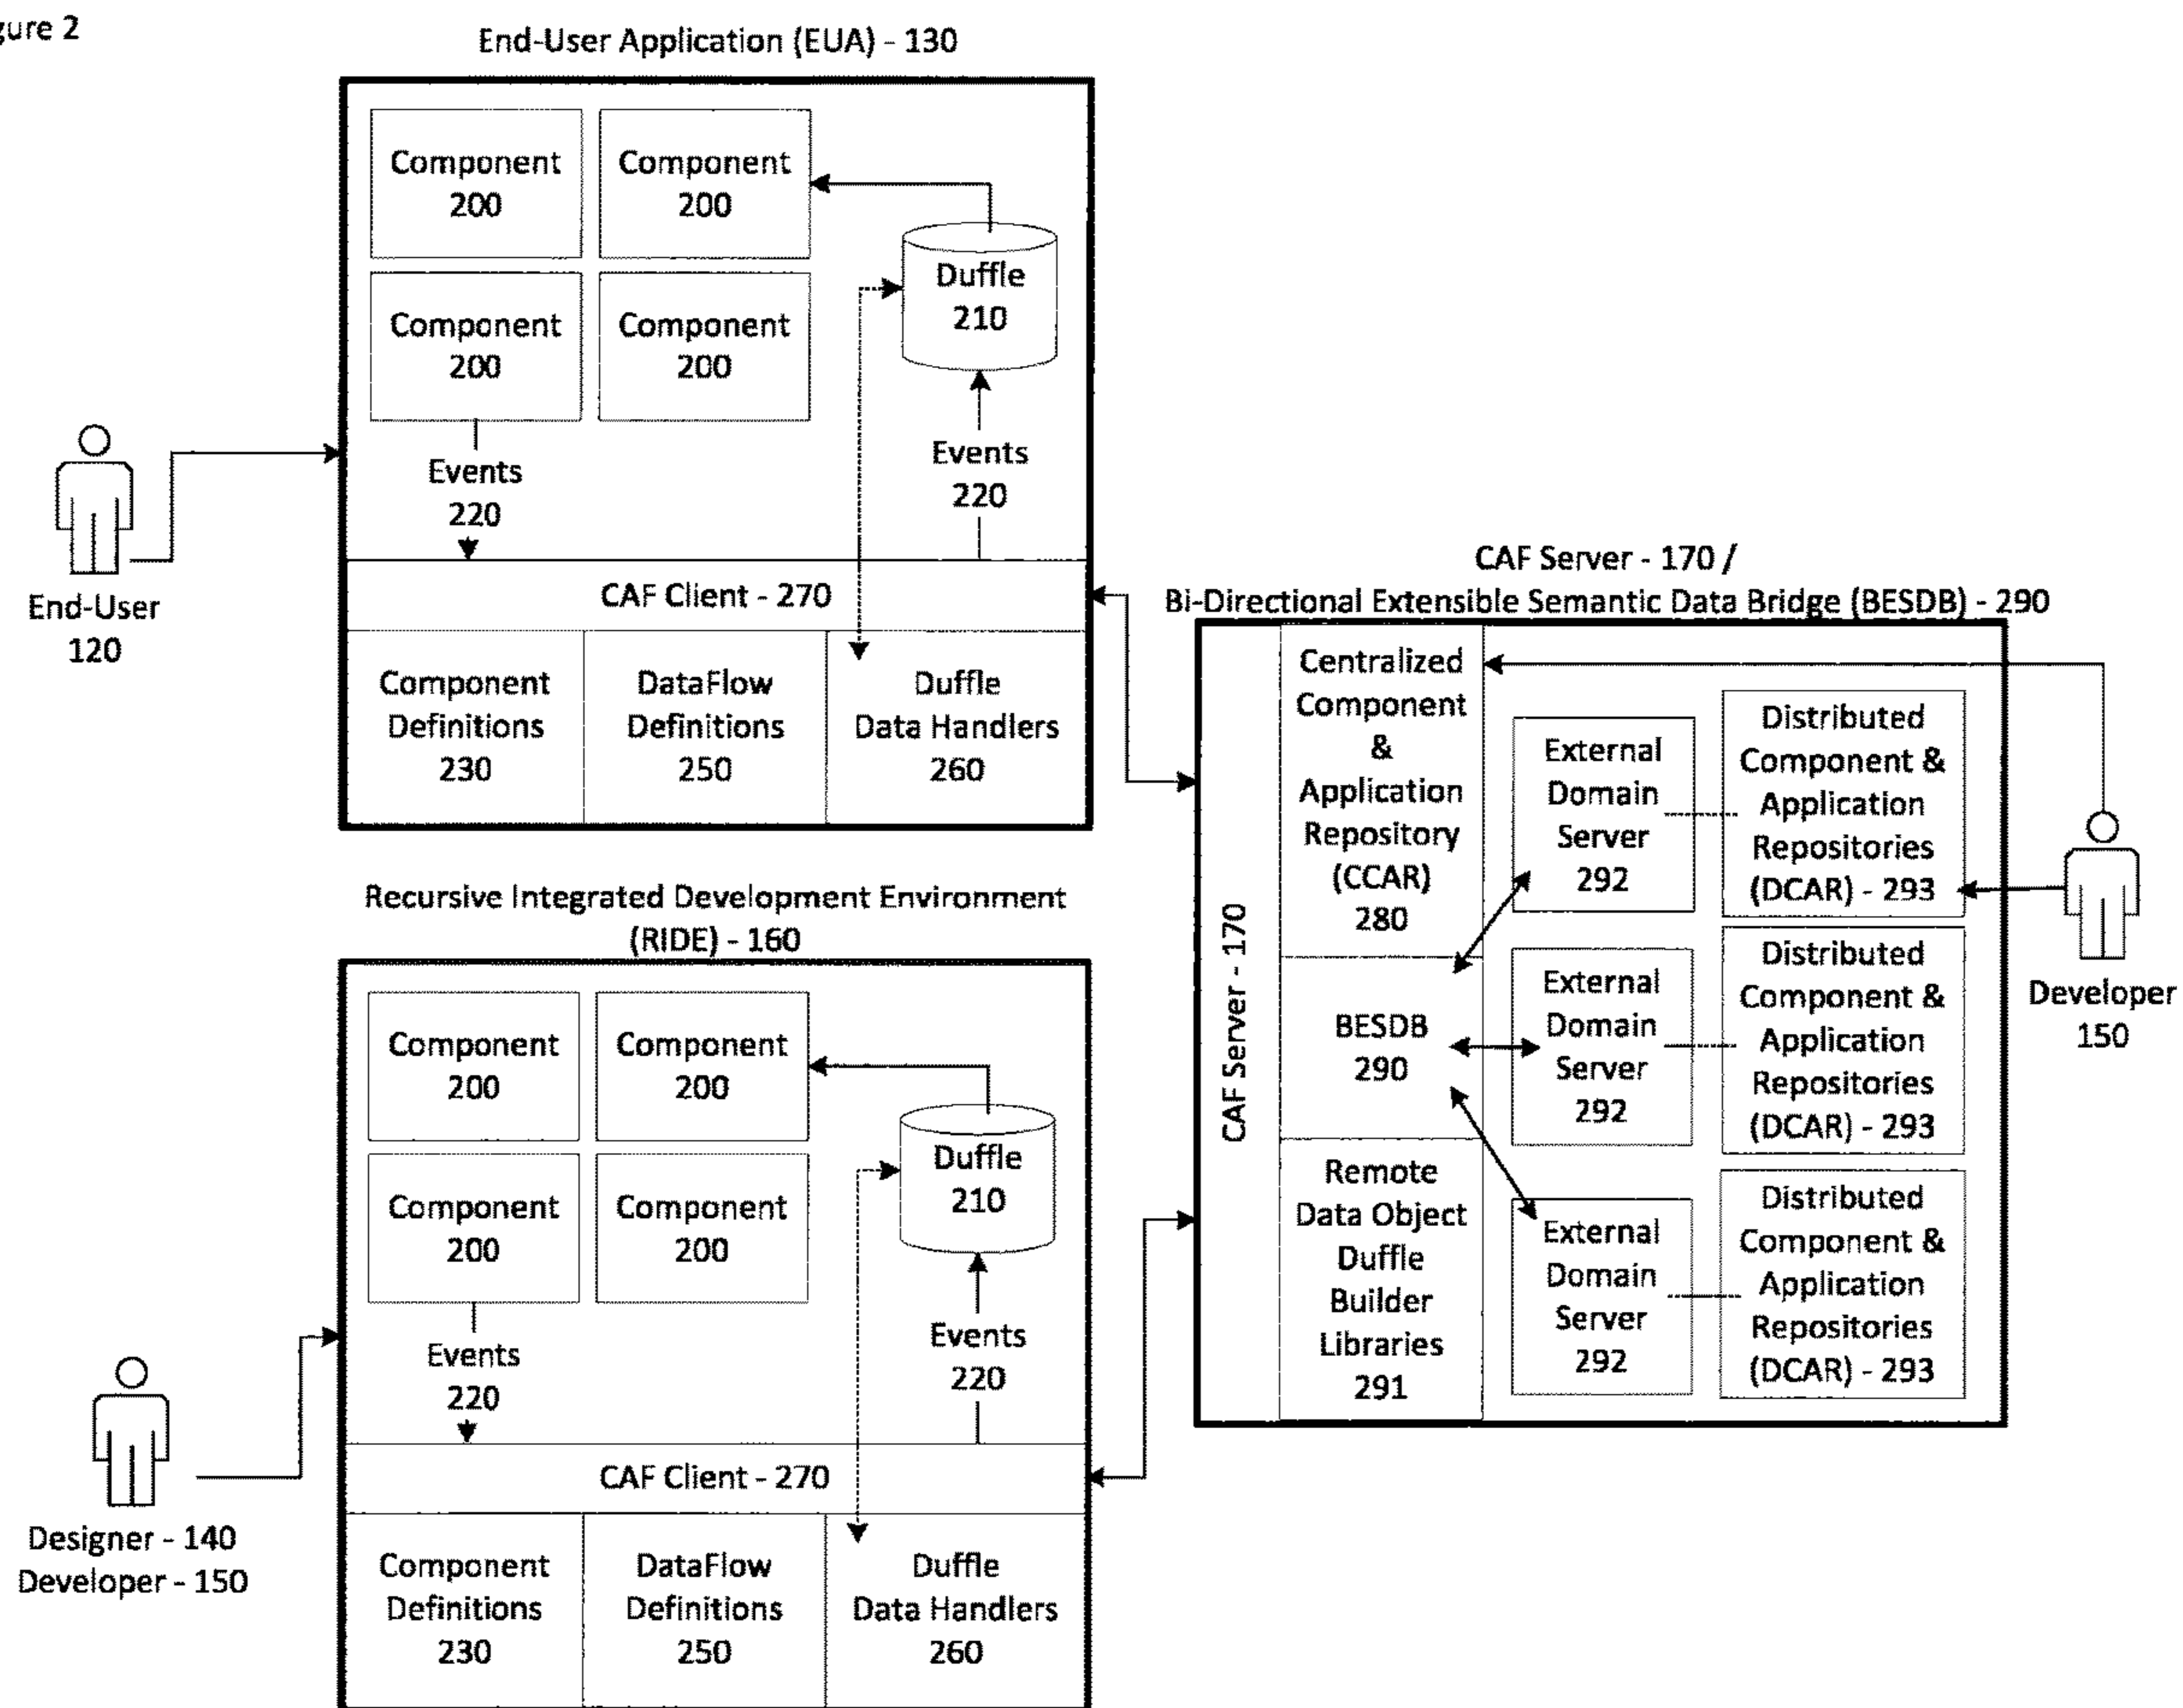 gure 2
End-User Application (EUA) - 130
Component
200
Component
200
Duffle
210
Component
200
Component
200
Events
220
Events
220
CAF Client - 270
Component
Definitions
230
DataFlow
Definitions
250
Duffle
Data Handlers
260
End-User
120
Recursive Integrated Development Environment
(RIDE) - 160
Component
200
Component
200
Duffle
210
Component
200
Component
200
Events
220
Events
220
CAF Client - 270
Component
Definitions
230
DataFlow
Definitions
250
Duffle
Data Handlers
260
Designer - 140
Developer - 150
CAF Server - 170 /
Bi-Directional Extensible Semantic Data Bridge (BESDB) - 290
CAF Server - 170
Centralized
Component
&
Application
Repository
(CCAR)
280
BESDB
290
Remote
Data Object
Duffle
Builder
Libraries
291
External
Domain
Server
292
Distributed
Component &
Application
Repositories
(DCAR) - 293
External
Domain
Server
292
Distributed
Component &
Application
Repositories
(DCAR) - 293
External
Domain
Server
292
Distributed
Component &
Application
Repositories
(DCAR) - 293
Developer
150